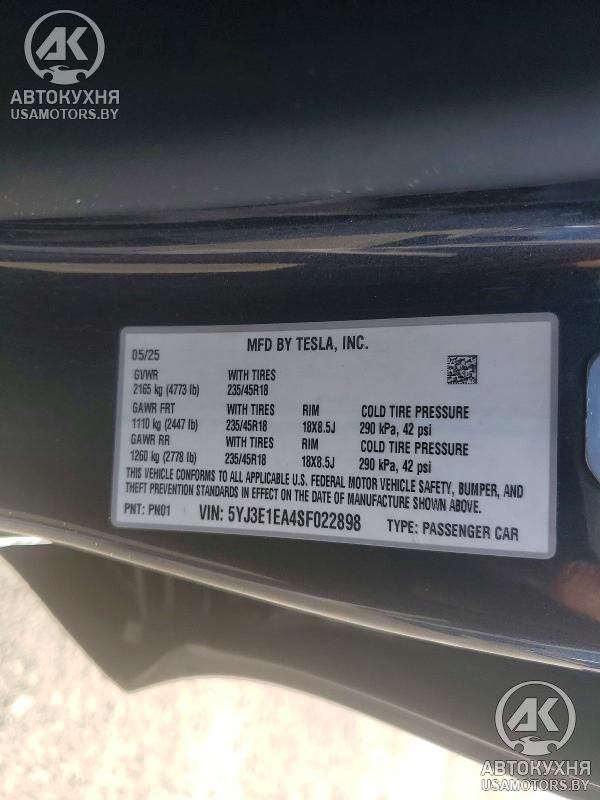 АК
АВТОКУХНЯ
USAMOTORS.BY
MFD BY TESLA, INC.
05/25
GVWR WITH TIRES
2165 kg (4773 lb) 235/45R18
GAWR FRT WITH TIRES RIM COLD TIRE PRESSURE
1110 kg (2447 lb) 235/45R18 18X8.5J 290 kPa, 42 psi
GAWR RR WITH TIRES RIM COLD TIRE PRESSURE
1260 kg (2778 lb) 235/45R18 18X8.5J 290 kPa, 42 psi
THIS VEHICLE CONFORMS TO ALL APPLICABLE U.S. FEDERAL MOTOR VEHICLE SAFETY, BUMPER, AND
THEFT PREVENTION STANDARDS IN EFFECT ON THE DATE OF MANUFACTURE SHOWN ABOVE.
PNT: PN01 VIN: 5YJ3E1EA4SF022898 TYPE: PASSENGER CAR
АК
АВТОКУХНЯ
USAMOTORS.BY